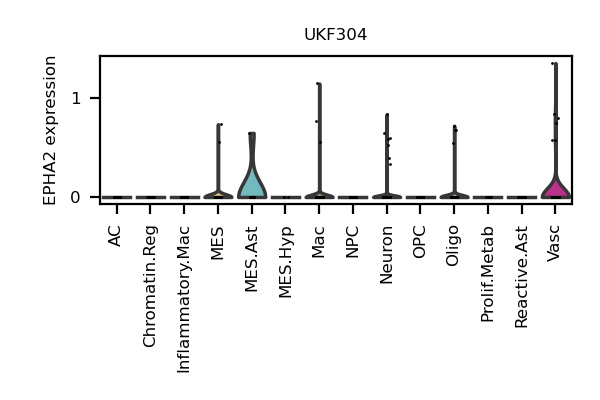 UKF304
EPHA2 expression
1
0
AC
Chromatin.Reg
Inflammatory.Mac
MES
MES.Ast
MES.Hyp
Mac
NPC
Neuron
OPC
Oligo
Prolif.Metab
Reactive.Ast
Vasc